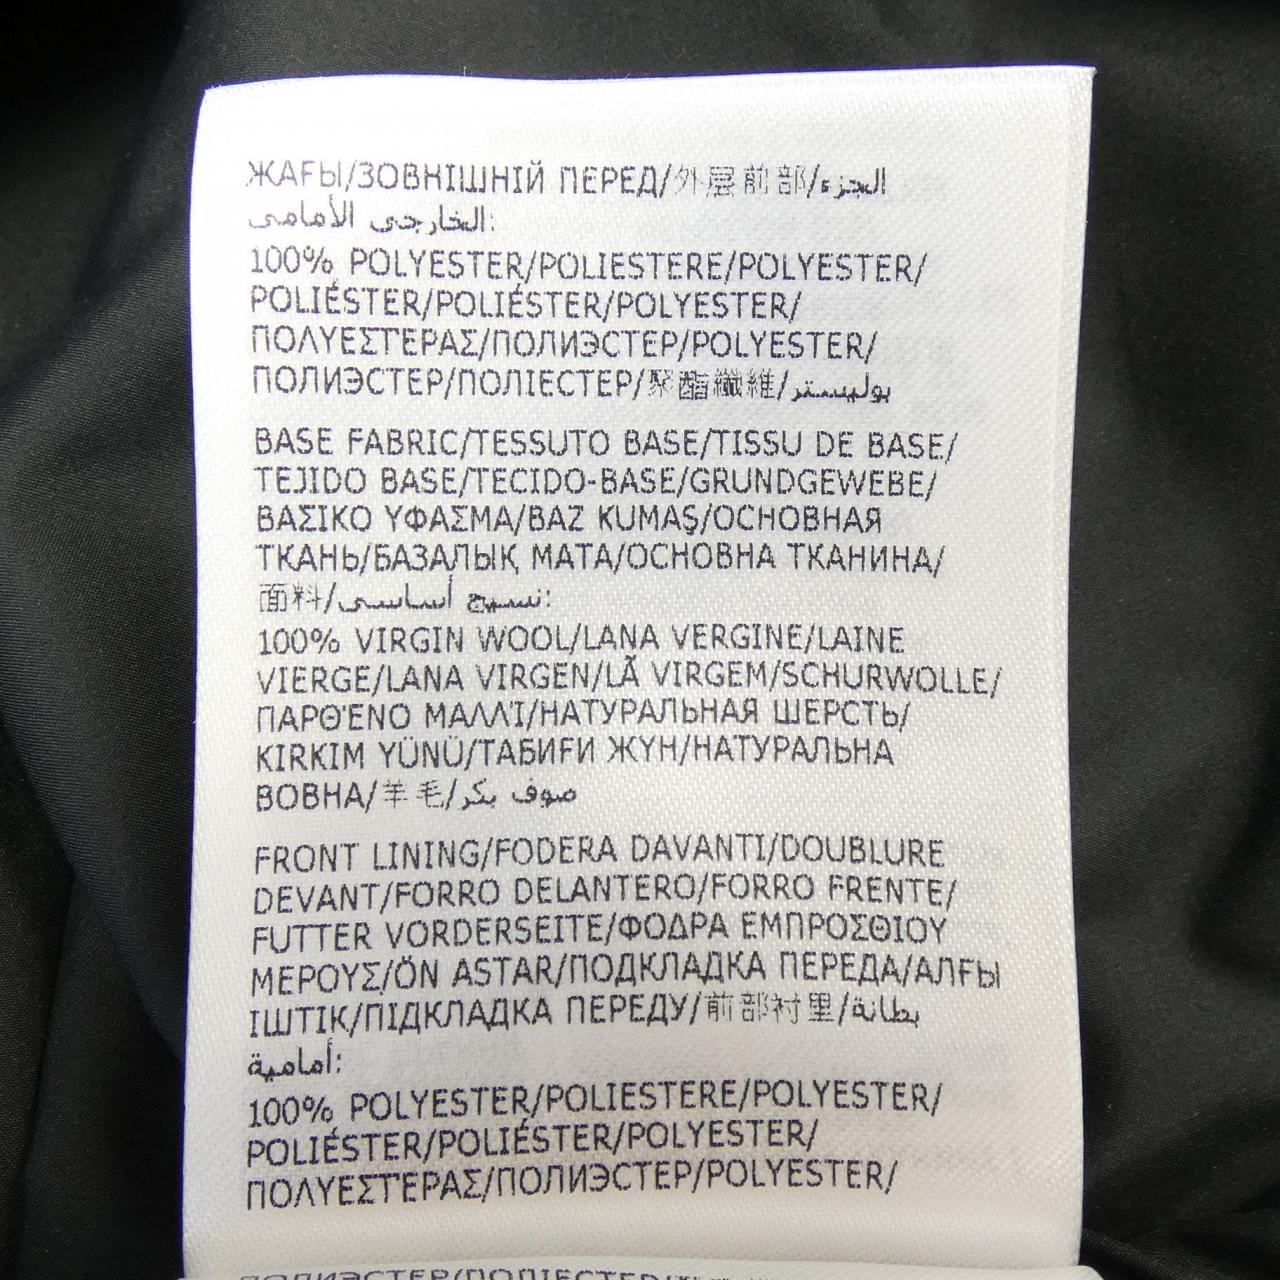 ЖАҒЫ/ЗОВНІШНІЙ ПЕРЕД/外层前部/الجزء
الخارجي الأمامي:
100% POLYESTER/POLIESTERE/POLYESTER/
POLIÉSTER/POLIÉSTER/POLYESTER/
ΠΟΛΥΕΣΤΕΡΑΣ/ПОЛИЭСТЕР/POLYESTER/
ПОЛИЭСТЕР/ПОЛІЕСТЕР/聚酯纖維/بوليستر
BASE FABRIC/TESSUTO BASE/TISSU DE BASE/
TEJIDO BASE/TECIDO-BASE/GRUNDGEWEBE/
ΒΑΣΙΚΟ ΥΦΑΣΜΑ/BAZ KUMAŞ/ОСНОВНАЯ
ТКАНЬ/БАЗАЛЫҚ МАТА/ОСНОВНА ТКАНИНА/
面料/نسيج أساسي:
100% VIRGIN WOOL/LANA VERGINE/LAINE
VIERGE/LANA VIRGEN/LÃ VIRGEM/SCHURWOLLE/
ΠΑΡΘΈΝΟ ΜΑΛΛΊ/НАТУРАЛЬНАЯ ШЕРСТЬ/
KIRKIM YÜNÜ/ТАБИҒИ ЖҮН/НАТУРАЛЬНА
ВОВНА/羊毛/صوف بكر
FRONT LINING/FODERA DAVANTI/DOUBLURE
DEVANT/FORRO DELANTERO/FORRO FRENTE/
FUTTER VORDERSEITE/ΦΟΔΡΑ ΕΜΠΡΟΣΘΙΟΥ
ΜΕΡΟΥΣ/ÖN ASTAR/ПОДКЛАДКА ПЕРЕДА/АЛҒЫ
ІШТІК/ПІДКЛАДКА ПЕРЕДУ/前部衬里/بطانة
أمامية:
100% POLYESTER/POLIESTERE/POLYESTER/
POLIÉSTER/POLIÉSTER/POLYESTER/
ΠΟΛΥΕΣΤΕΡΑΣ/ПОЛИЭСТЕР/POLYESTER/
ПОЛИЭСТЕР/ПОЛІЕСТЕР/